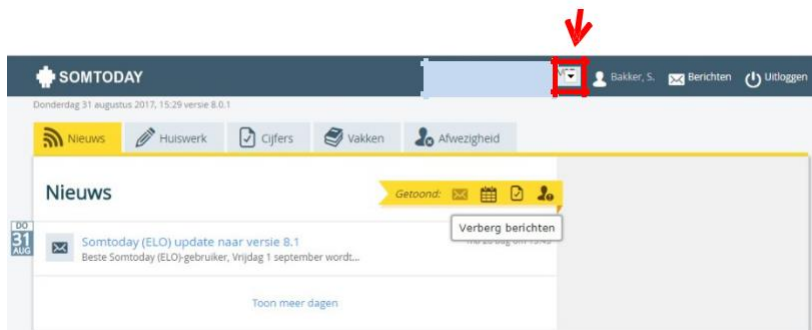 SOMTODAY
Bakker, S. Berichten Uitloggen
Donderdag 31 augustus 2017, 15:29 versie 8.0.1
Nieuws Huiswerk Cijfers Vakken Afwezigheid
Nieuws
Getoond:
Verberg berichten
DO
31
AUG
Somtoday (ELO) update naar versie 8.1
Beste Somtoday (ELO)-gebruiker, Vrijdag 1 september wordt...
Toon meer dagen